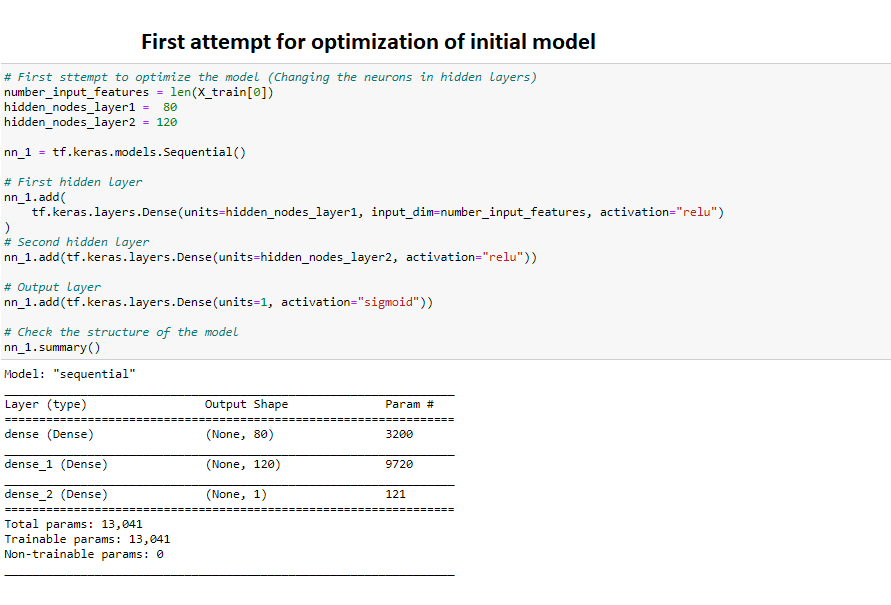 First attempt for optimization of initial model
# First sttempt to optimize the model (Changing the neurons in hidden layers)
number_input_features = len(X_train[0])
hidden_nodes_layer1 =  80
hidden_nodes_layer2 = 120
nn_1 = tf.keras.models.Sequential()
# First hidden layer
nn_1.add(
    tf.keras.layers.Dense(units=hidden_nodes_layer1, input_dim=number_input_features, activation="relu")
)
# Second hidden layer
nn_1.add(tf.keras.layers.Dense(units=hidden_nodes_layer2, activation="relu"))
# Output layer
nn_1.add(tf.keras.layers.Dense(units=1, activation="sigmoid"))
# Check the structure of the model
nn_1.summary()
Model: "sequential"
Layer (type) Output Shape Param #
dense (Dense) (None, 80) 3200
dense_1 (Dense) (None, 120) 9720
dense_2 (Dense) (None, 1) 121
Total params: 13,041
Trainable params: 13,041
Non-trainable params: 0